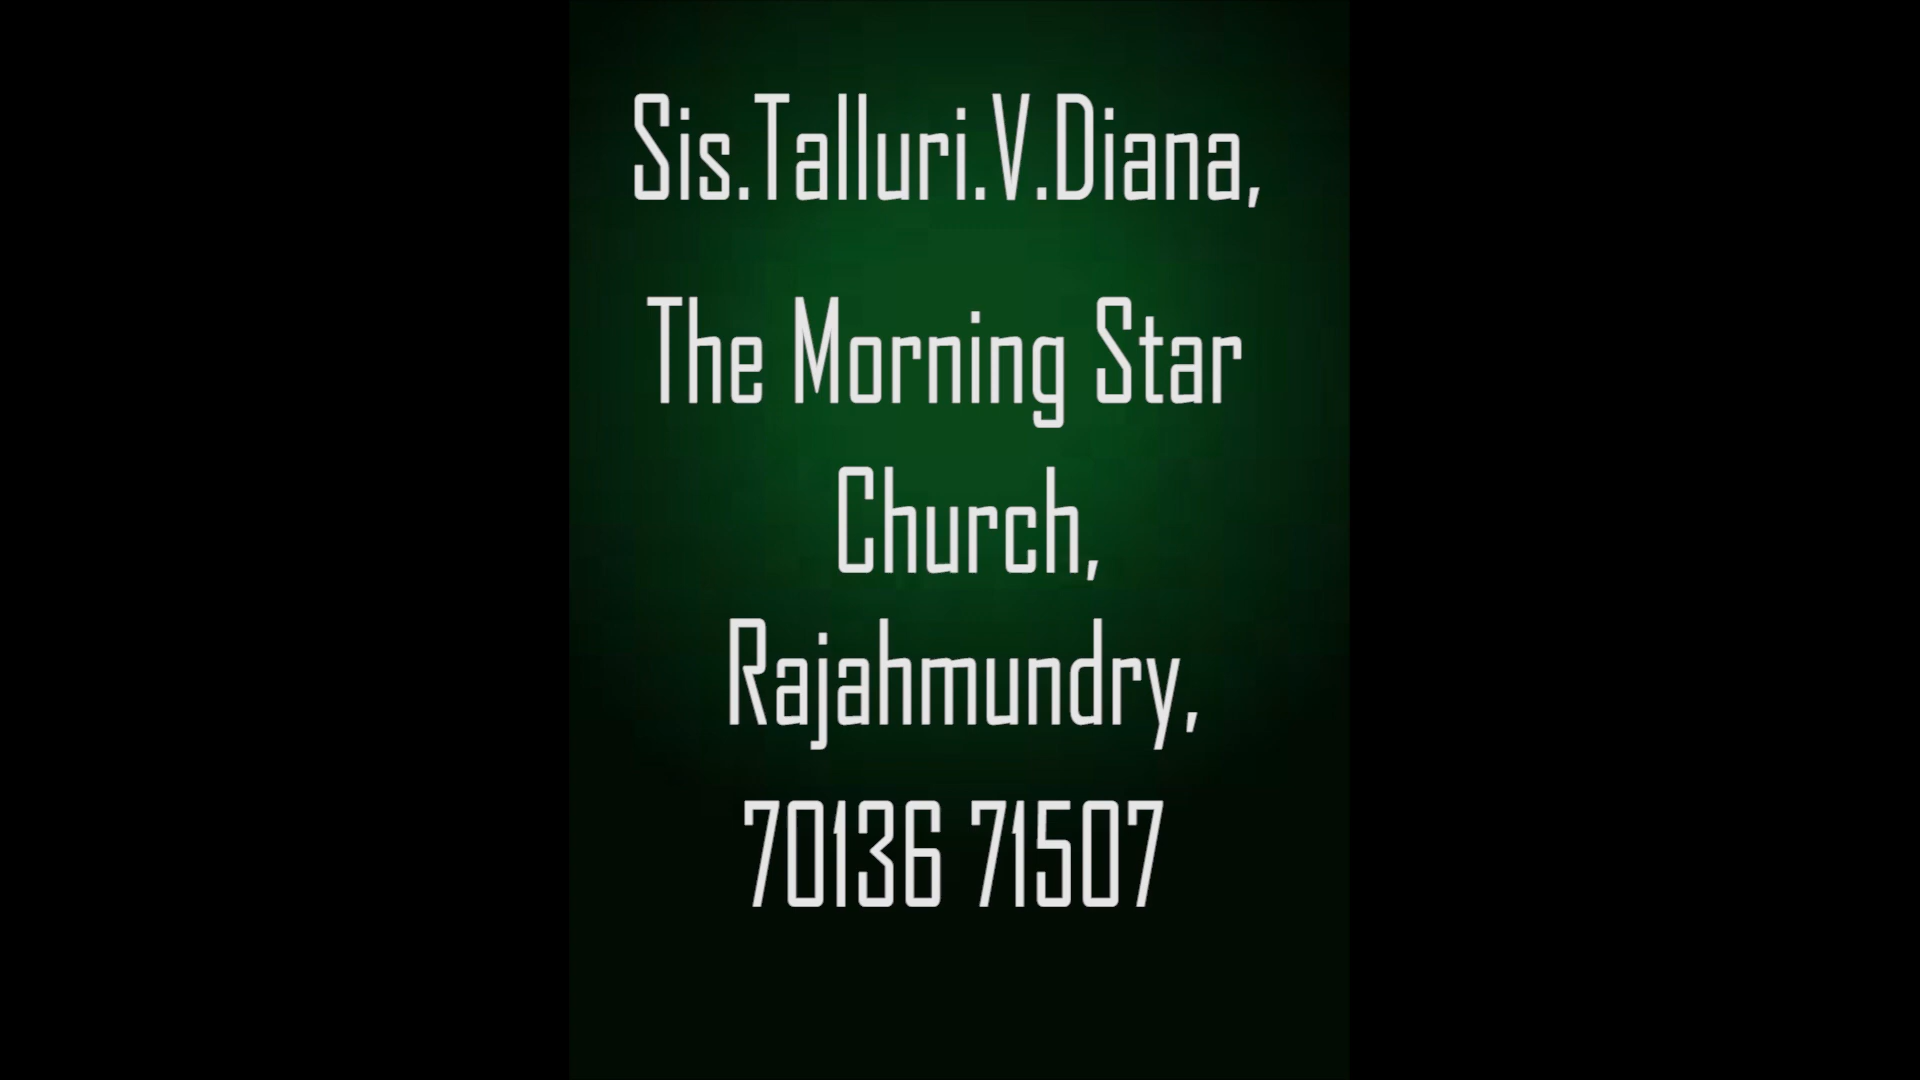 Sis.Talluri.V.Diana,
The Morning Star
Church,
Rajahmundry,
70136 71507